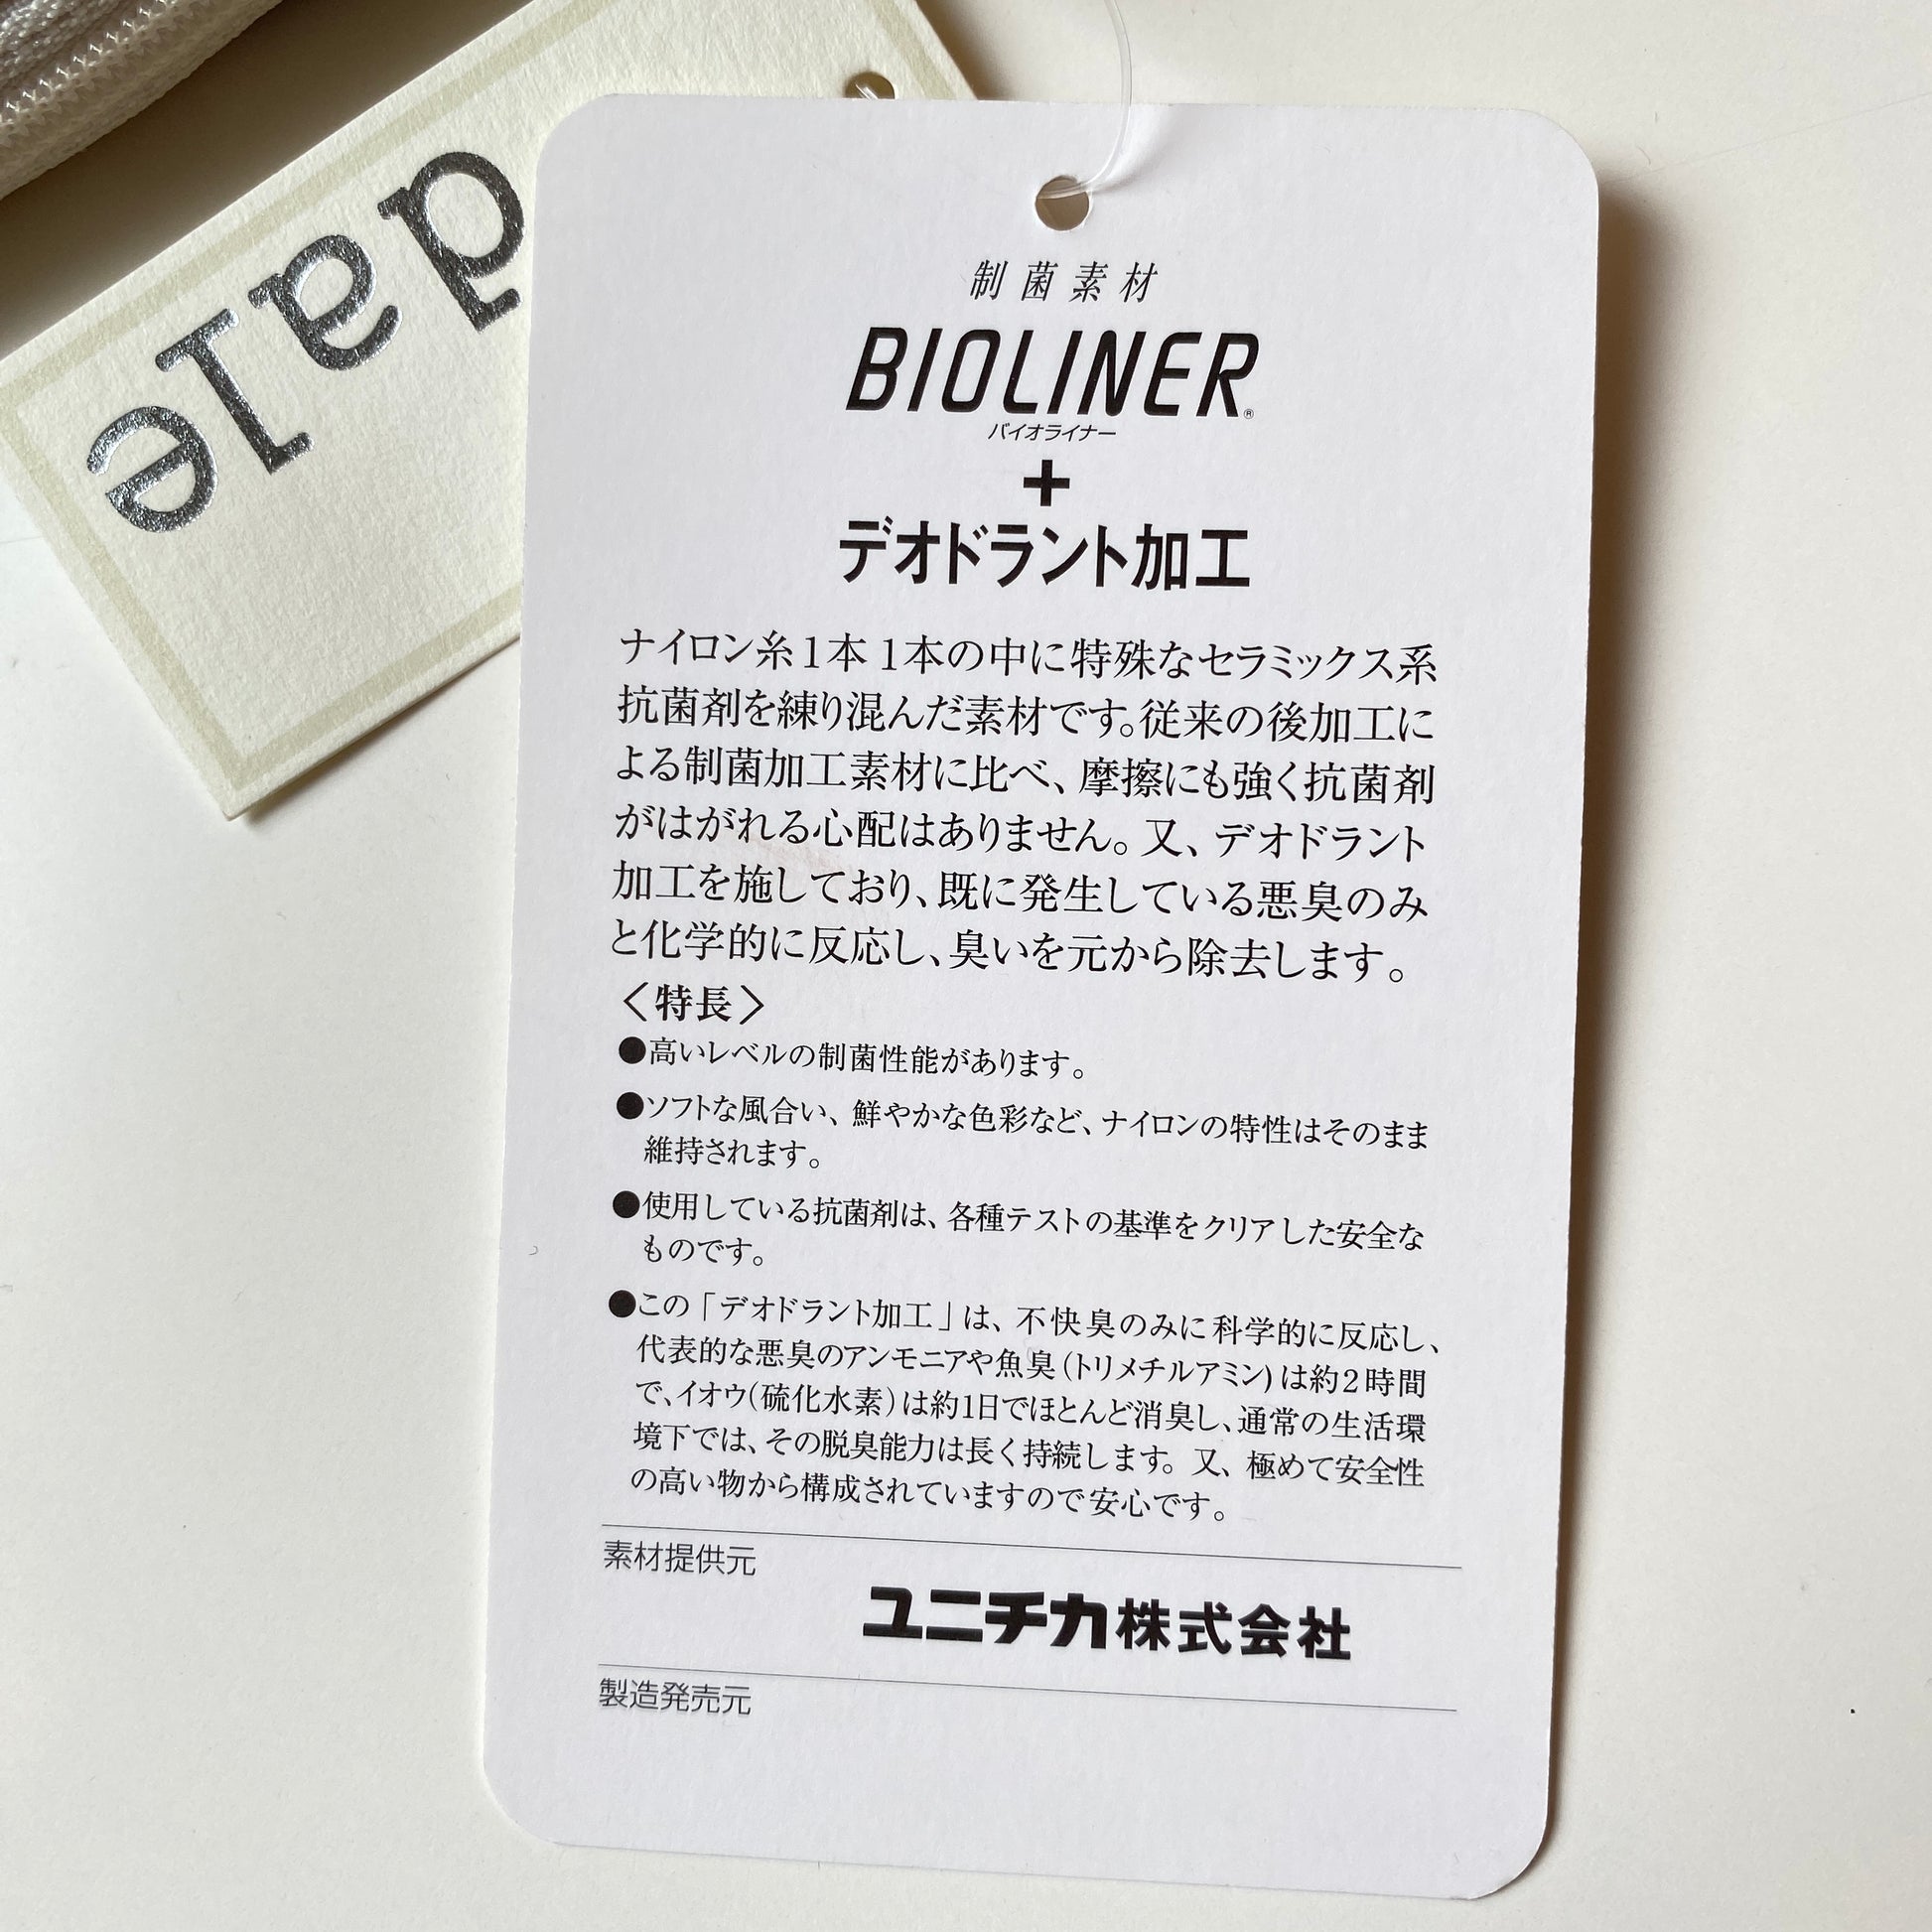 pale
制菌素材
BIOLINER®
バイオライナー
+
デオドラント加工
ナイロン糸1本1本の中に特殊なセラミックス系
抗菌剤を練り混んだ素材です。従来の後加工に
よる制菌加工素材に比べ、摩擦にも強く抗菌剤
がはがれる心配はありません。又、デオドラント
加工を施しており、既に発生している悪臭のみ
と化学的に反応し、臭いを元から除去します。
〈特長〉
●高いレベルの制菌性能があります。
●ソフトな風合い、鮮やかな色彩など、ナイロンの特性はそのまま
維持されます。
●使用している抗菌剤は、各種テストの基準をクリアした安全な
ものです。
●この「デオドラント加工」は、不快臭のみに科学的に反応し、
代表的な悪臭のアンモニアや魚臭(トリメチルアミン)は約2時間
で、イオウ(硫化水素)は約1日でほとんど消臭し、通常の生活環
境下では、その脱臭能力は長く持続します。又、極めて安全性
の高い物から構成されていますので安心です。
素材提供元
ユニチカ株式会社
製造発売元